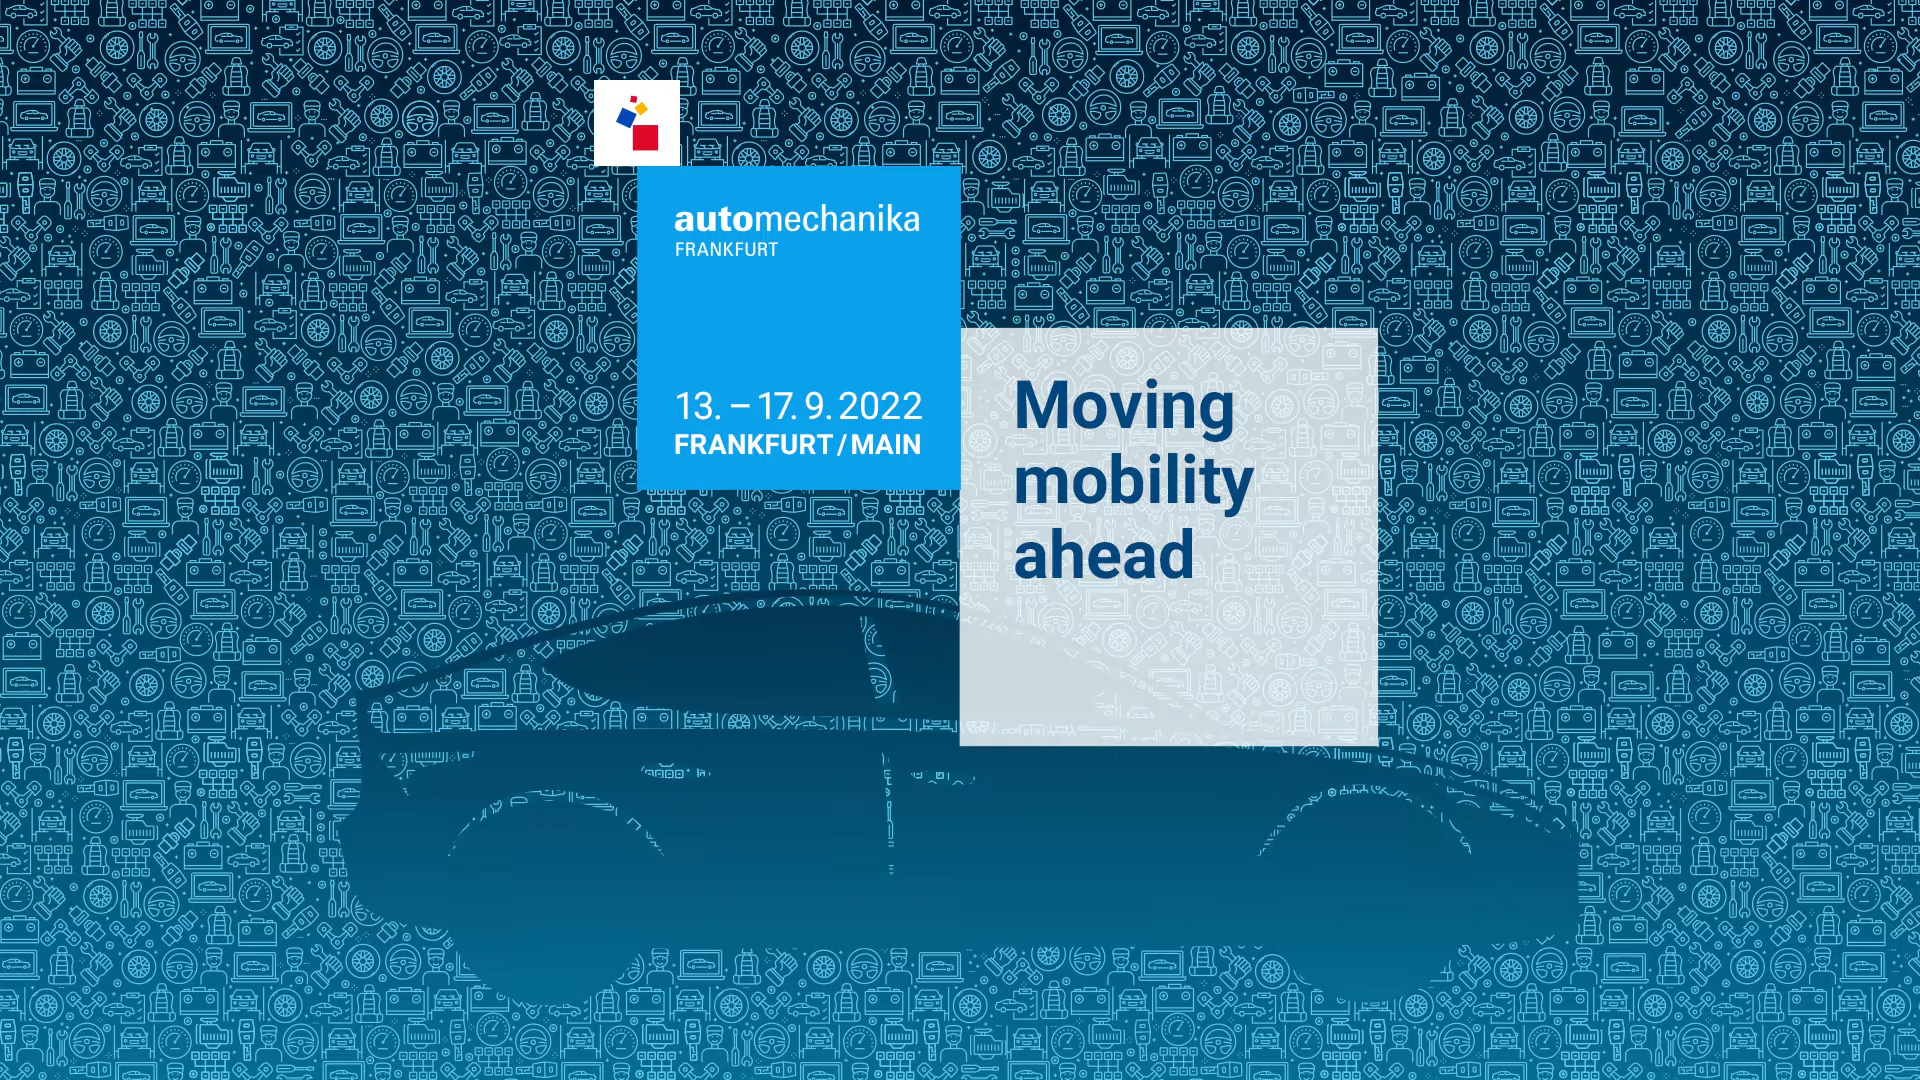 automechanika
FRANKFURT
13. – 17. 9. 2022
FRANKFURT / MAIN
Moving
mobility
ahead